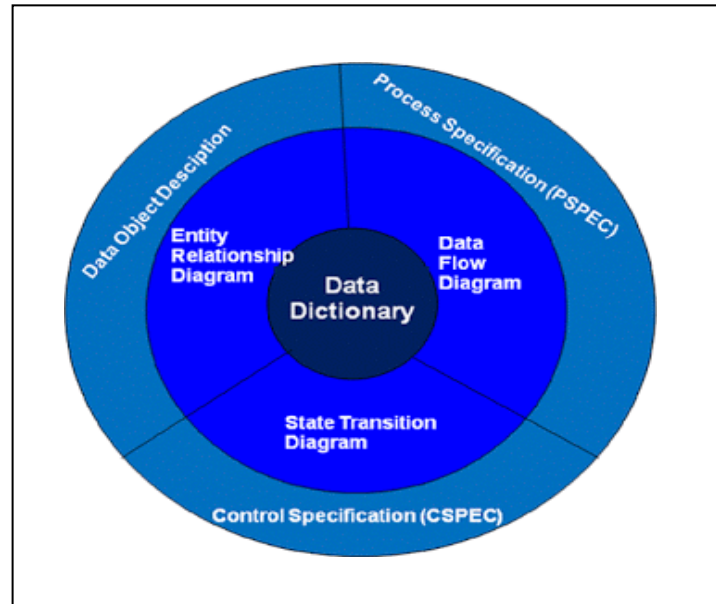 Data Object Desciption
Process Specification (PSPEC)
Entity
Relationship
Diagram
Data
Flow
Diagram
Data
Dictionary
State Transition
Diagram
Control Specification (CSPEC)